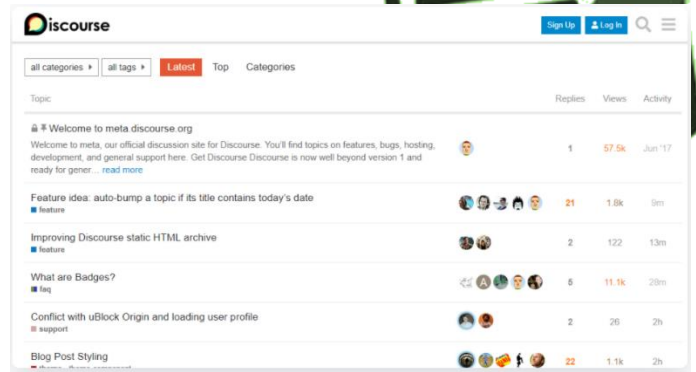 Discourse
Sign Up Log In
all categories all tags Latest Top Categories
Topic Replies Views Activity
Welcome to meta.discourse.org
Welcome to meta, our official discussion site for Discourse. You'll find topics on features, bugs, hosting,
development, and general support here. Get Discourse Discourse is now well beyond version 1 and
ready for gener... read more
1 57.5k Jun '17
Feature idea: auto-bump a topic if its title contains today's date
feature
21 1.8k 9m
Improving Discourse static HTML archive
feature
2 122 13m
What are Badges?
faq
A
5 11.1k 28m
Conflict with uBlock Origin and loading user profile
support
2 26 2h
Blog Post Styling
22 1.1k 2h